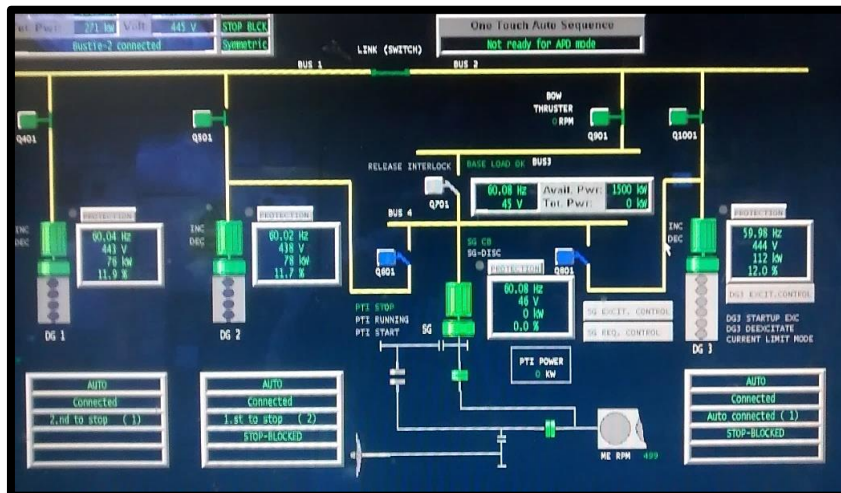 Tot. Pwr: 271 kW Volt 445 V STOP BLCK
Bustie-2 connected Symmetric
One Touch Auto Sequence
Not ready for APD mode
LINK (SWITCH)
BUS 1 BUS 2
BOW
THRUSTER
0 RPM
Q401 Q501 Q901 Q1001
RELEASE INTERLOCK BASE LOAD OK BUS3
60.08 Hz Avail. Pwr: 1500 kW
45 V Tot. Pwr: 0 kW
Q701
BUS 4
INC
DEC
PROTECTION
60.04 Hz
443 V
76 kW
11.9 %
DG 1
INC
DEC
PROTECTION
60.02 Hz
438 V
78 kW
11.7 %
DG 2
Q601
SG CB
SG-DISC
Q801
PROTECTION
60.08 Hz
46 V
0 kW
0.0 %
SG
PTI STOP
PTI RUNNING
PTI START
SG EXCIT. CONTROL
SG REQ. CONTROL
INC
DEC
PROTECTION
59.98 Hz
444 V
112 kW
12.0 %
DG 3
DG3 EXCIT.CONTROL
DG3 STARTUP EXC
DG3 DEEXCITATE
CURRENT LIMIT MODE
PTI POWER
0 KW
AUTO
Connected
2.nd to stop ( 1)
AUTO
Connected
1.st to stop ( 2)
STOP-BLOCKED
ME RPM 499
AUTO
Connected
Auto connected ( 1)
STOP-BLOCKED